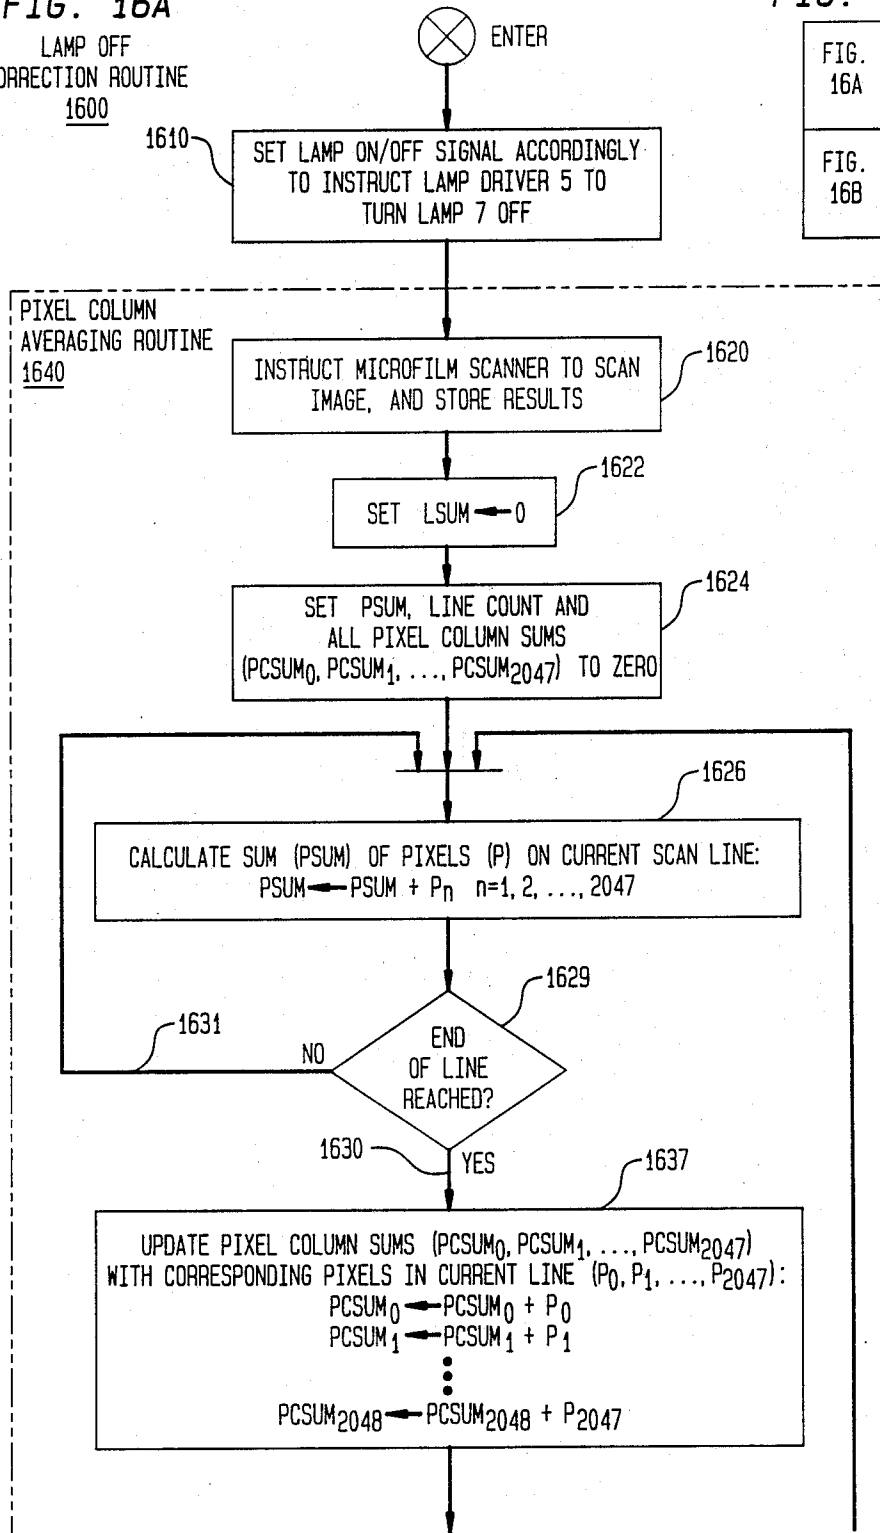 FIG. 16A
LAMP OFF
ORRECTION ROUTINE
1600
FIG.
FIG.
16A
FIG.
16B
ENTER
1610
SET LAMP ON/OFF SIGNAL ACCORDINGLY
TO INSTRUCT LAMP DRIVER 5 TO
TURN LAMP 7 OFF
PIXEL COLUMN
AVERAGING ROUTINE
1640
1620
INSTRUCT MICROFILM SCANNER TO SCAN
IMAGE, AND STORE RESULTS
1622
SET LSUM ← 0
1624
SET PSUM, LINE COUNT AND
ALL PIXEL COLUMN SUMS
(PCSUM₀, PCSUM₁, ..., PCSUM₂₀₄₇) TO ZERO
1626
CALCULATE SUM (PSUM) OF PIXELS (P) ON CURRENT SCAN LINE:
PSUM ← PSUM + Pₙ n=1, 2, ..., 2047
1629
END
OF LINE
REACHED?
1631
NO
1630
YES
1637
UPDATE PIXEL COLUMN SUMS (PCSUM₀, PCSUM₁, ..., PCSUM₂₀₄₇)
WITH CORRESPONDING PIXELS IN CURRENT LINE (P₀, P₁, ..., P₂₀₄₇):
PCSUM₀ ← PCSUM₀ + P₀
PCSUM₁ ← PCSUM₁ + P₁
PCSUM₂₀₄₈ ← PCSUM₂₀₄₈ + P₂₀₄₇